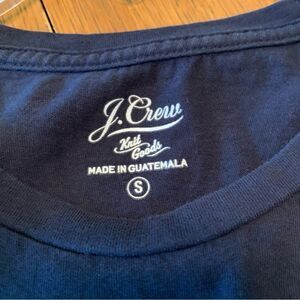 J.Crew
Knit
Goods
MADE IN GUATEMALA
S